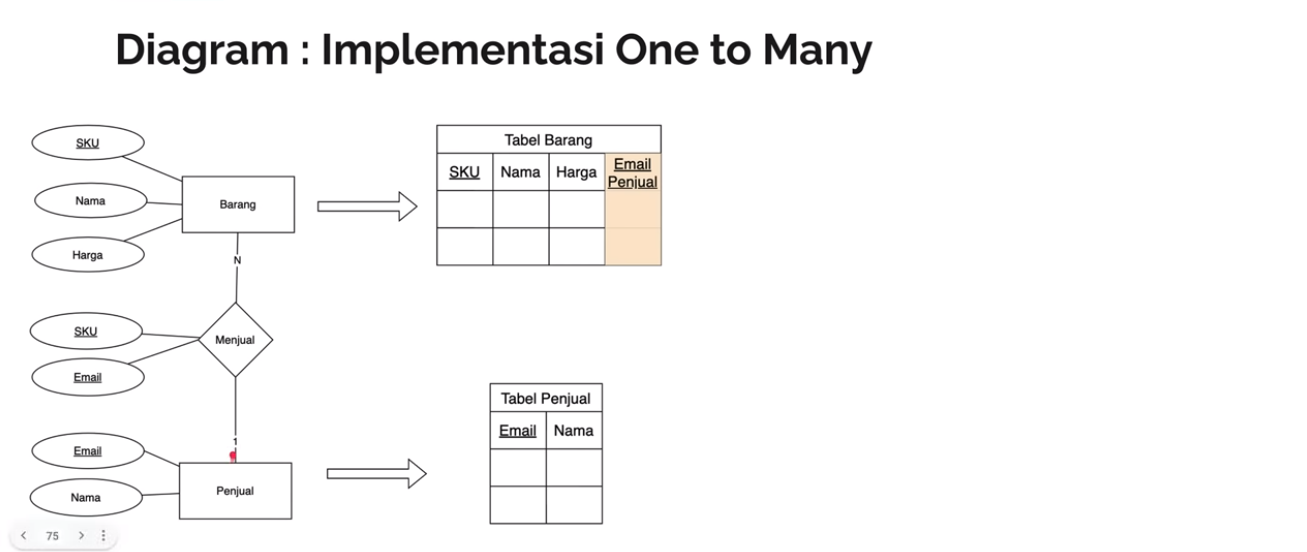 Diagram : Implementasi One to Many
SKU
Nama
Harga
Barang
N
SKU
Email
Menjual
1
Email
Nama
Penjual
Tabel Barang
SKU Nama Harga Email
Penjual
Tabel Penjual
Email Nama
75